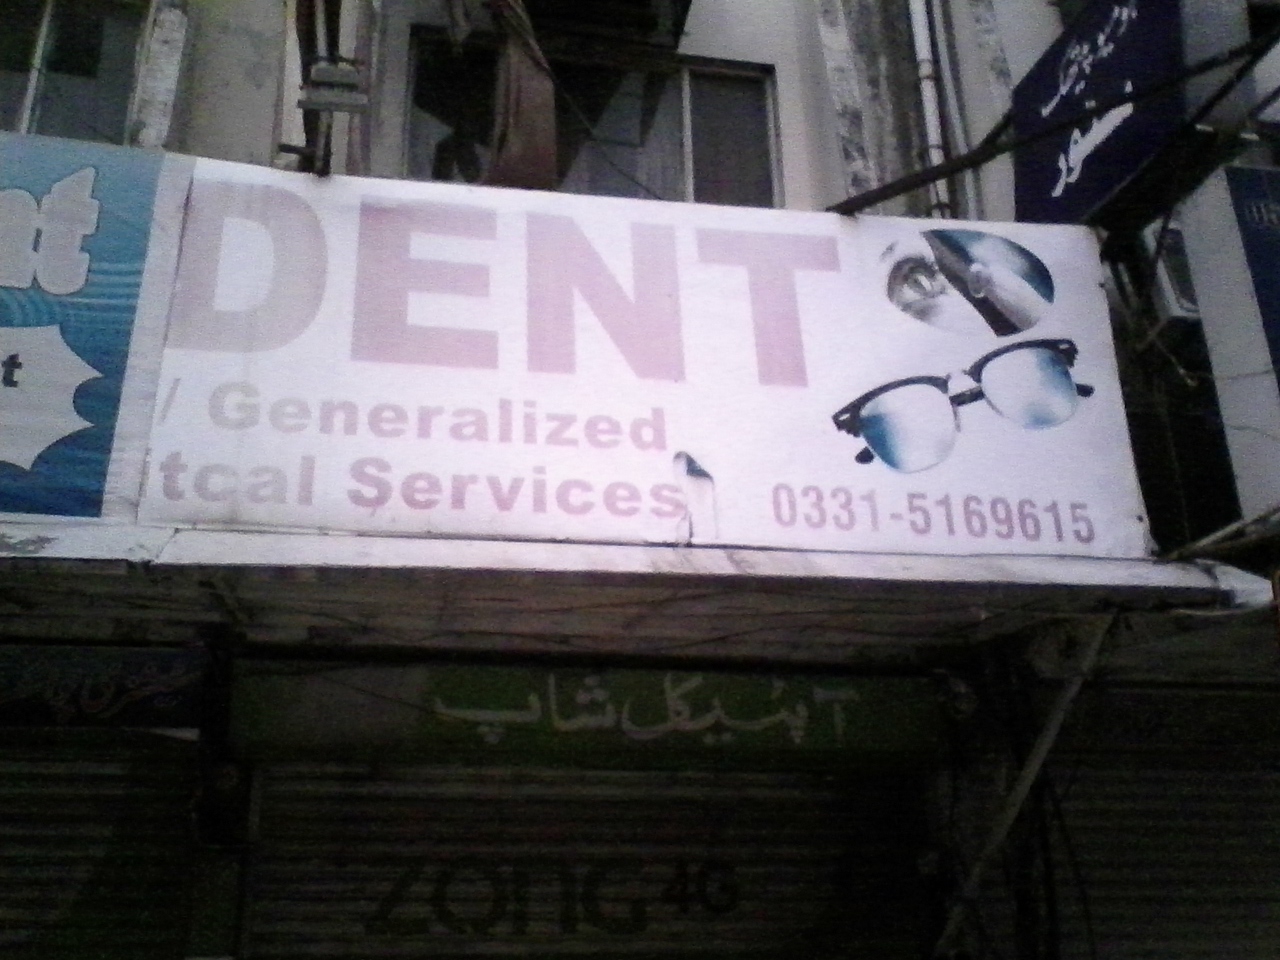 DENT
/ Generalized
tcal Services
0331-5169615
آپٹیکل شاپ
ZONG 4G
t